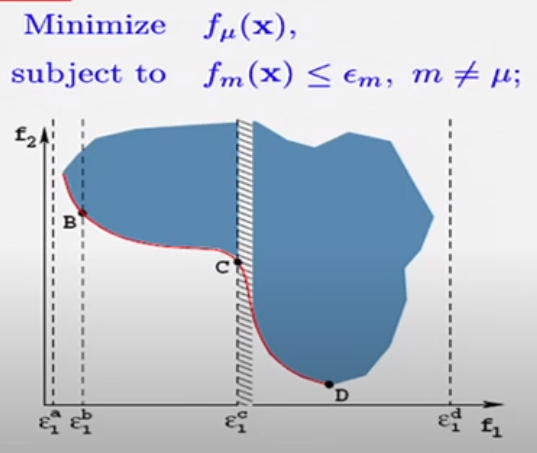 Minimize f_μ(x),
subject to f_m(x) ≤ ϵ_m, m ≠ μ;
f₂
B
C
D
ε₁ᵃ ε₁ᵇ ε₁ᶜ ε₁ᵈ f₁